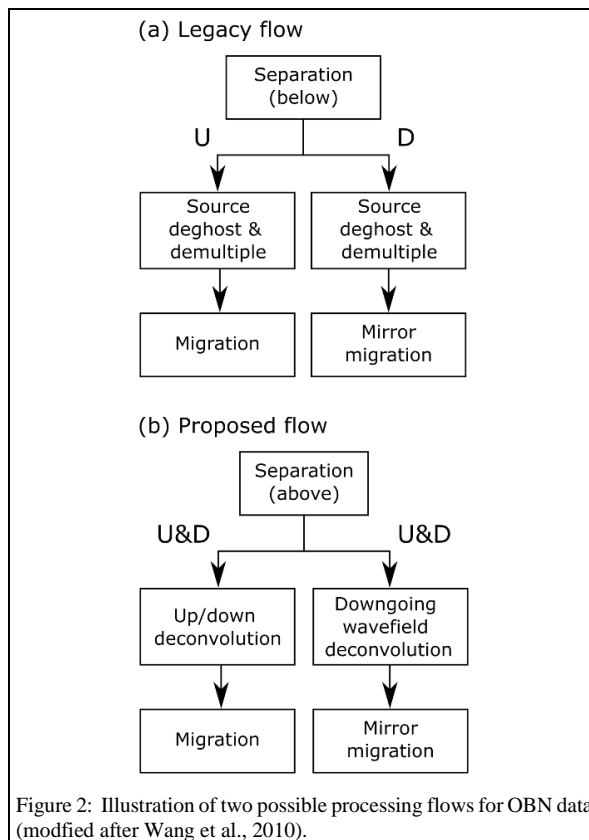 (a) Legacy flow
Separation
(below)
U
D
Source
deghost &
demultiple
Source
deghost &
demultiple
Migration
Mirror
migration
(b) Proposed flow
Separation
(above)
U&D
U&D
Up/down
deconvolution
Downgoing
wavefield
deconvolution
Migration
Mirror
migration
Figure 2: Illustration of two possible processing flows for OBN data
(modfied after Wang et al., 2010).